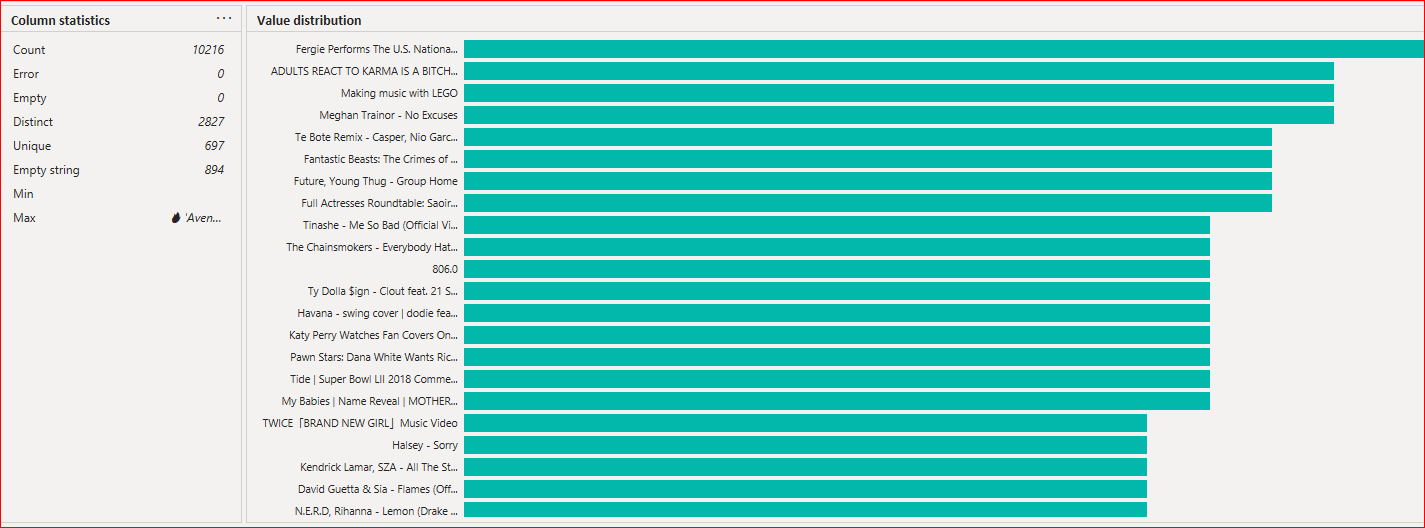 Column statistics ...
Count 10216
Error 0
Empty 0
Distinct 2827
Unique 697
Empty string 894
Min
Max 🔥 'Aven...
Value distribution
Fergie Performs The U.S. Nationa...
ADULTS REACT TO KARMA IS A BITCH...
Making music with LEGO
Meghan Trainor - No Excuses
Te Bote Remix - Casper, Nio Garc...
Fantastic Beasts: The Crimes of ...
Future, Young Thug - Group Home
Full Actresses Roundtable: Saoir...
Tinashe - Me So Bad (Official Vi...
The Chainsmokers - Everybody Hat...
806.0
Ty Dolla $ign - Clout feat. 21 S...
Havana - swing cover | dodie fea...
Katy Perry Watches Fan Covers On...
Pawn Stars: Dana White Wants Ric...
Tide | Super Bowl LII 2018 Comme...
My Babies | Name Reveal | MOTHER...
TWICE「BRAND NEW GIRL」Music Video
Halsey - Sorry
Kendrick Lamar, SZA - All The St...
David Guetta & Sia - Flames (Off...
N.E.R.D, Rihanna - Lemon (Drake ...